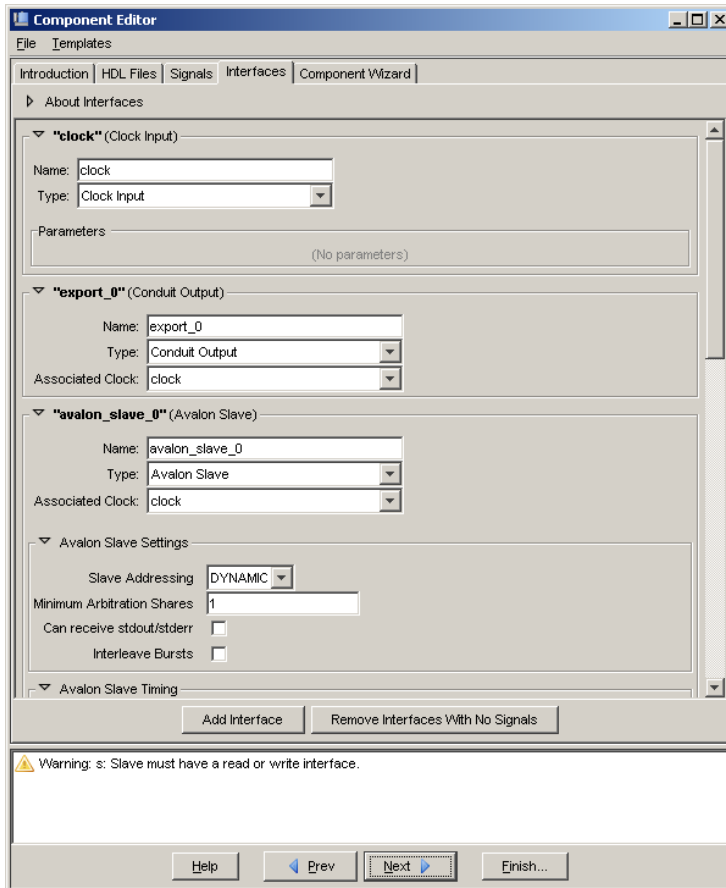 Component Editor
File Templates
Introduction HDL Files Signals Interfaces Component Wizard
About Interfaces
"clock" (Clock Input)
Name: clock
Type: Clock Input
Parameters
(No parameters)
"export_0" (Conduit Output)
Name: export_0
Type: Conduit Output
Associated Clock: clock
"avalon_slave_0" (Avalon Slave)
Name: avalon_slave_0
Type: Avalon Slave
Associated Clock: clock
Avalon Slave Settings
Slave Addressing DYNAMIC
Minimum Arbitration Shares 1
Can receive stdout/stderr
Interleave Bursts
Avalon Slave Timing
Add Interface Remove Interfaces With No Signals
Warning: s: Slave must have a read or write interface.
Help Prev Next Finish...